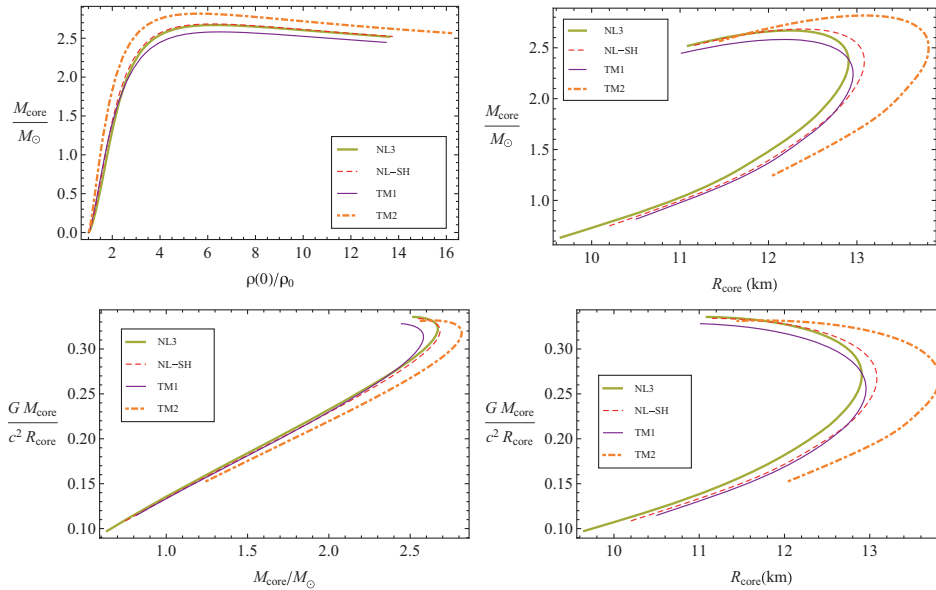 M_core/M_⊙
2.5
2.0
1.5
1.0
0.5
0.0
NL3
NL−SH
TM1
TM2
2 4 6 8 10 12 14 16
ρ(0)/ρ_0
M_core/M_⊙
2.5
2.0
1.5
1.0
NL3
NL−SH
TM1
TM2
10 11 12 13
R_core (km)
G M_core/c^2 R_core
0.30
0.25
0.20
0.15
0.10
NL3
NL−SH
TM1
TM2
1.0 1.5 2.0 2.5
M_core/M_⊙
G M_core/c^2 R_core
0.30
0.25
0.20
0.15
0.10
NL3
NL−SH
TM1
TM2
10 11 12 13
R_core(km)